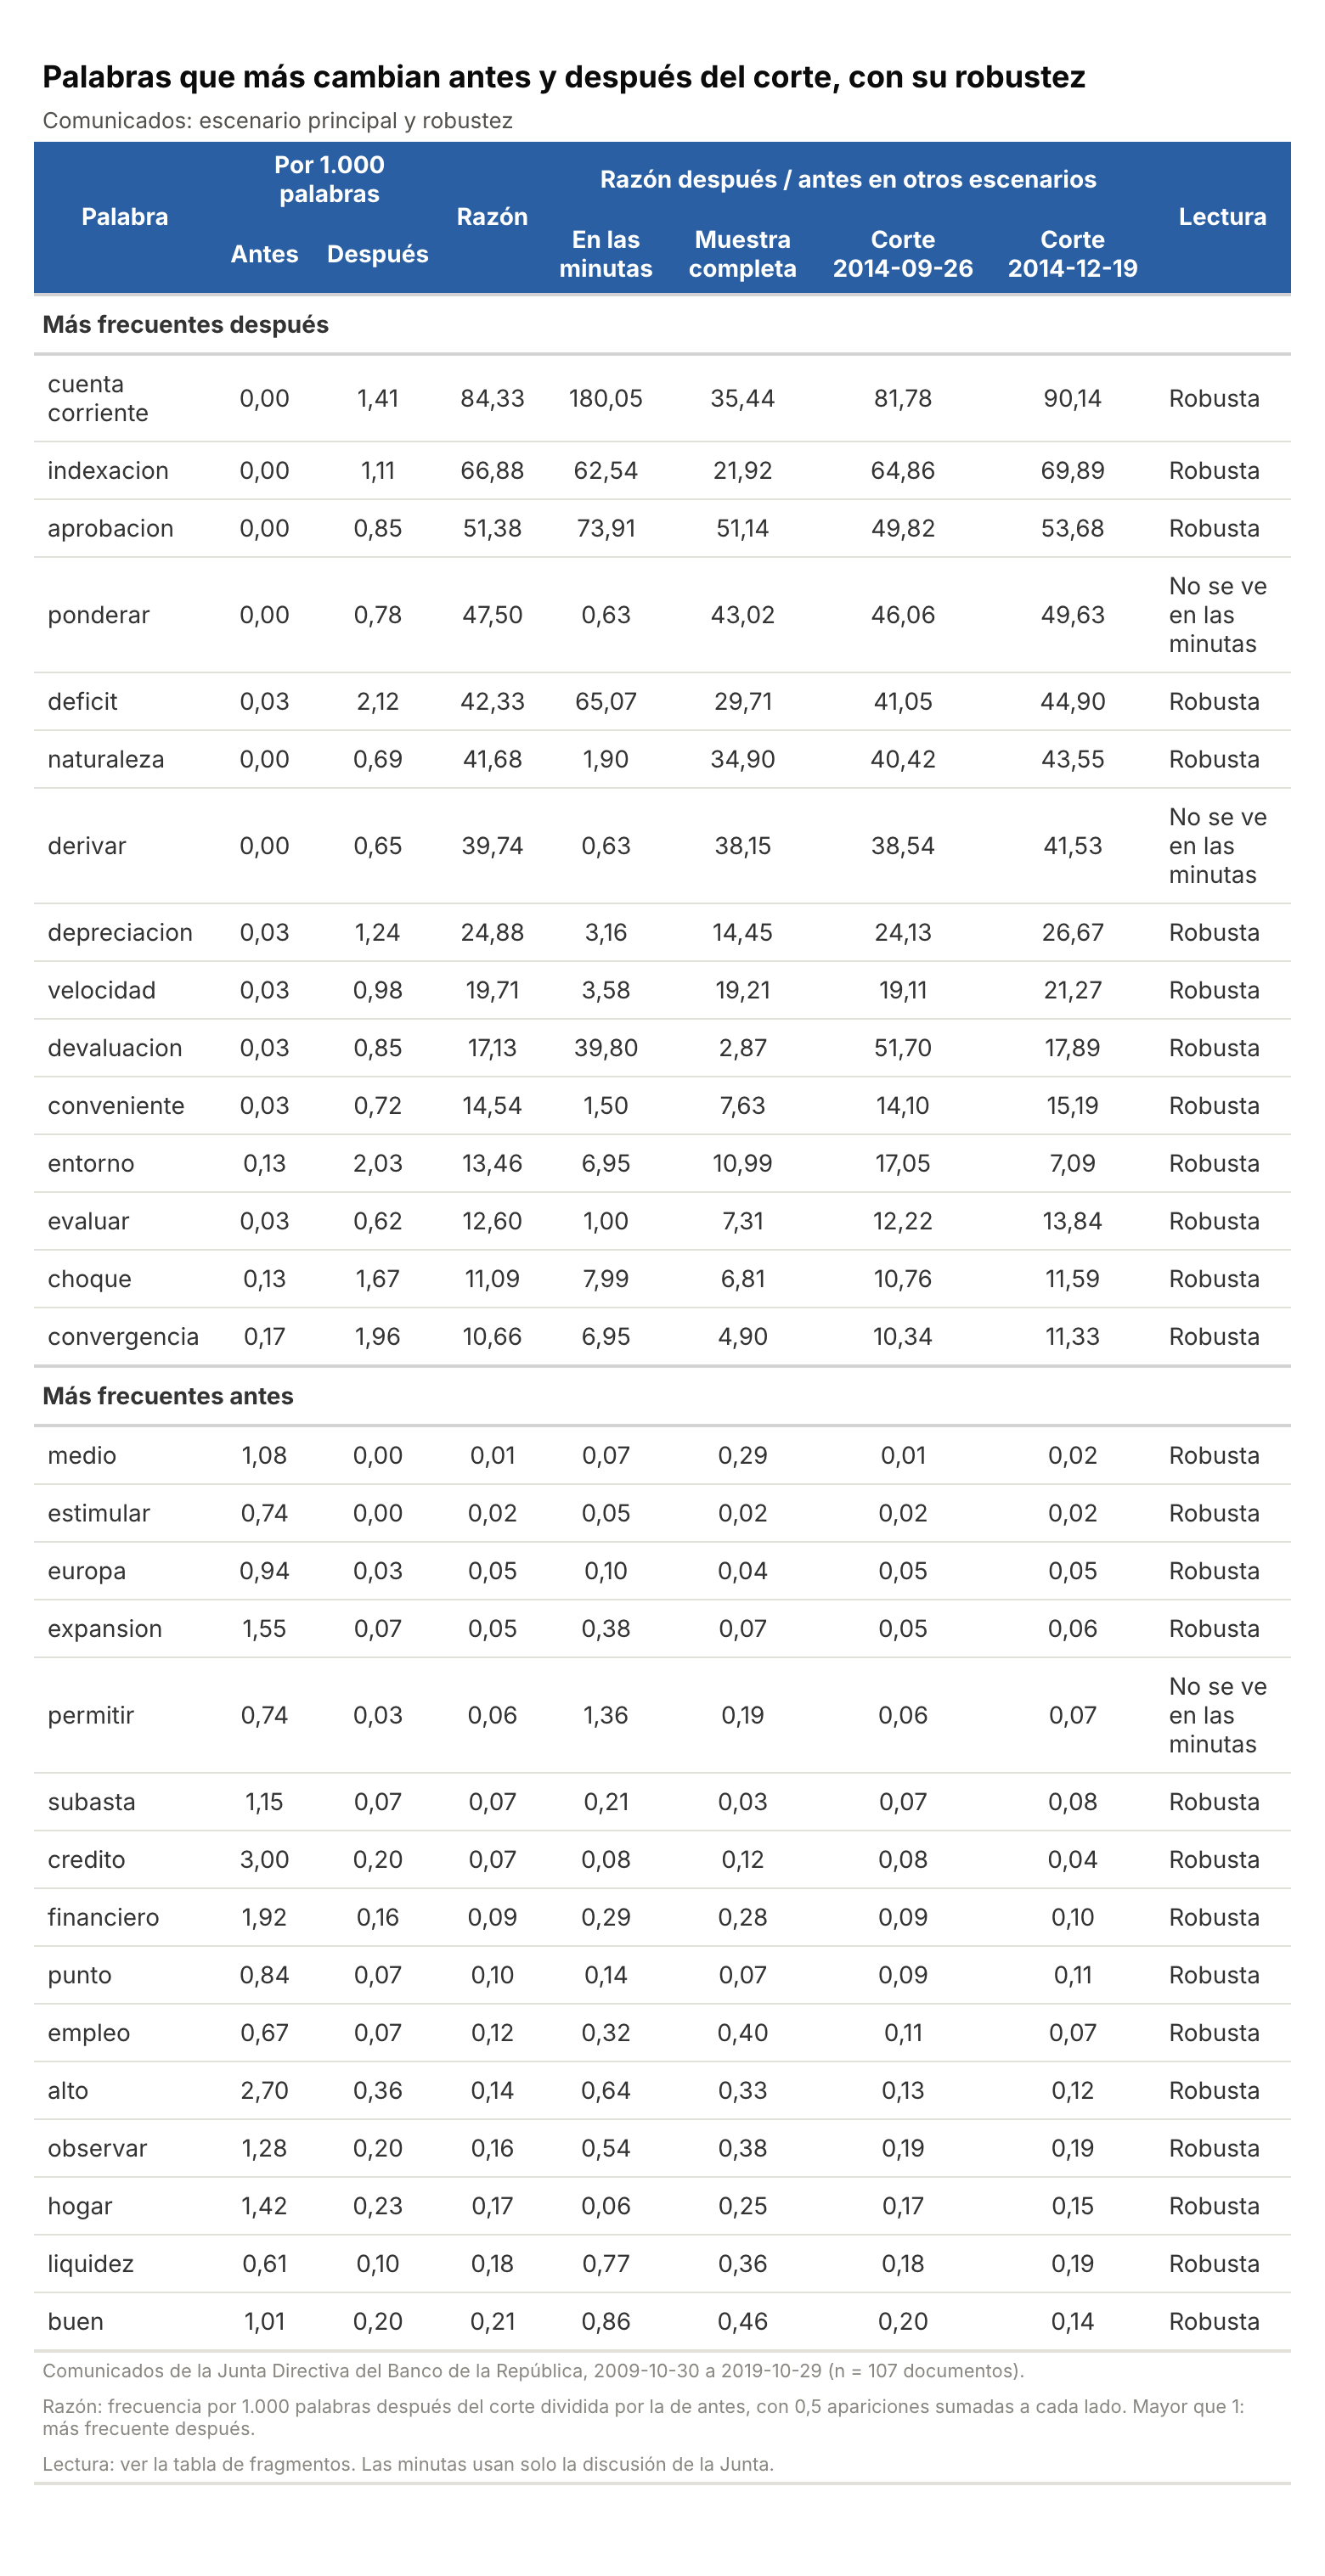 Palabras que más cambian antes y después del corte, con su robustez
Comunicados: escenario principal y robustez
Palabra
Por 1.000
palabras
Antes Después
Razón
Razón después / antes en otros escenarios
En las
minutas
Muestra
completa
Corte
2014-09-26
Corte
2014-12-19
Lectura
Más frecuentes después
cuenta
corriente
0,00 1,41 84,33 180,05 35,44 81,78 90,14 Robusta
indexacion 0,00 1,11 66,88 62,54 21,92 64,86 69,89 Robusta
aprobacion 0,00 0,85 51,38 73,91 51,14 49,82 53,68 Robusta
ponderar 0,00 0,78 47,50 0,63 43,02 46,06 49,63 No se ve
en las
minutas
deficit 0,03 2,12 42,33 65,07 29,71 41,05 44,90 Robusta
naturaleza 0,00 0,69 41,68 1,90 34,90 40,42 43,55 Robusta
derivar 0,00 0,65 39,74 0,63 38,15 38,54 41,53 No se ve
en las
minutas
depreciacion 0,03 1,24 24,88 3,16 14,45 24,13 26,67 Robusta
velocidad 0,03 0,98 19,71 3,58 19,21 19,11 21,27 Robusta
devaluacion 0,03 0,85 17,13 39,80 2,87 51,70 17,89 Robusta
conveniente 0,03 0,72 14,54 1,50 7,63 14,10 15,19 Robusta
entorno 0,13 2,03 13,46 6,95 10,99 17,05 7,09 Robusta
evaluar 0,03 0,62 12,60 1,00 7,31 12,22 13,84 Robusta
choque 0,13 1,67 11,09 7,99 6,81 10,76 11,59 Robusta
convergencia 0,17 1,96 10,66 6,95 4,90 10,34 11,33 Robusta
Más frecuentes antes
medio 1,08 0,00 0,01 0,07 0,29 0,01 0,02 Robusta
estimular 0,74 0,00 0,02 0,05 0,02 0,02 0,02 Robusta
europa 0,94 0,03 0,05 0,10 0,04 0,05 0,05 Robusta
expansion 1,55 0,07 0,05 0,38 0,07 0,05 0,06 Robusta
permitir 0,74 0,03 0,06 1,36 0,19 0,06 0,07 No se ve
en las
minutas
subasta 1,15 0,07 0,07 0,21 0,03 0,07 0,08 Robusta
credito 3,00 0,20 0,07 0,08 0,12 0,08 0,04 Robusta
financiero 1,92 0,16 0,09 0,29 0,28 0,09 0,10 Robusta
punto 0,84 0,07 0,10 0,14 0,07 0,09 0,11 Robusta
empleo 0,67 0,07 0,12 0,32 0,40 0,11 0,07 Robusta
alto 2,70 0,36 0,14 0,64 0,33 0,13 0,12 Robusta
observar 1,28 0,20 0,16 0,54 0,38 0,19 0,19 Robusta
hogar 1,42 0,23 0,17 0,06 0,25 0,17 0,15 Robusta
liquidez 0,61 0,10 0,18 0,77 0,36 0,18 0,19 Robusta
buen 1,01 0,20 0,21 0,86 0,46 0,20 0,14 Robusta
Comunicados de la Junta Directiva del Banco de la República, 2009-10-30 a 2019-10-29 (n = 107 documentos).
Razón: frecuencia por 1.000 palabras después del corte dividida por la de antes, con 0,5 apariciones sumadas a cada lado. Mayor que 1:
más frecuente después.
Lectura: ver la tabla de fragmentos. Las minutas usan solo la discusión de la Junta.